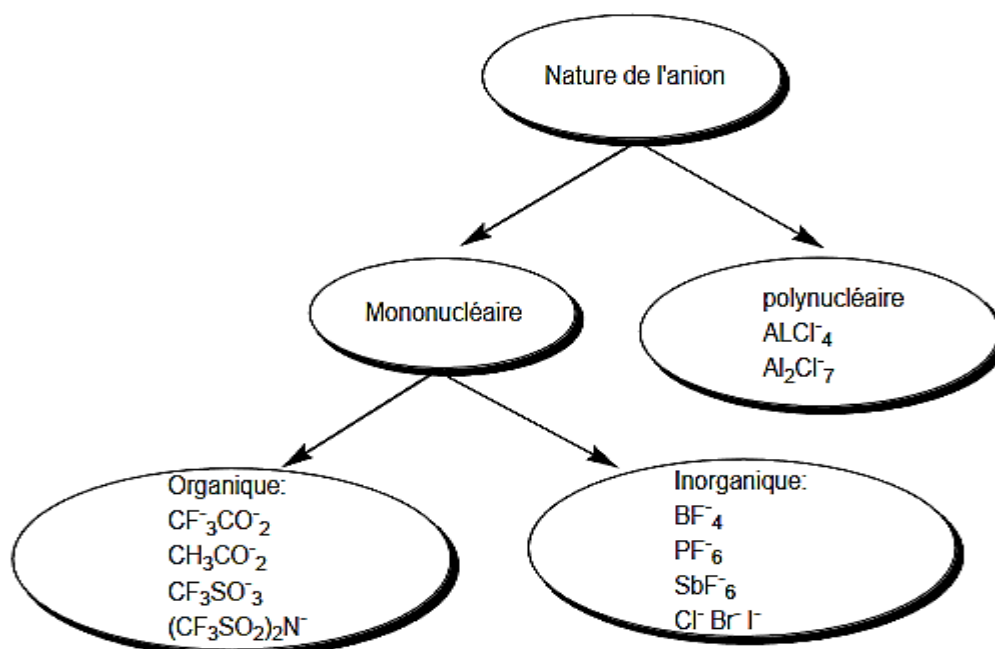 Nature de l'anion
Mononucléaire
polynucléaire
ALCl⁻₄
Al₂Cl⁻₇
Organique:
CF⁻₃CO⁻₂
CH₃CO⁻₂
CF₃SO⁻₃
(CF₃SO₂)₂N⁻
Inorganique:
BF⁻₄
PF⁻₆
SbF⁻₆
Cl⁻ Br⁻ I⁻